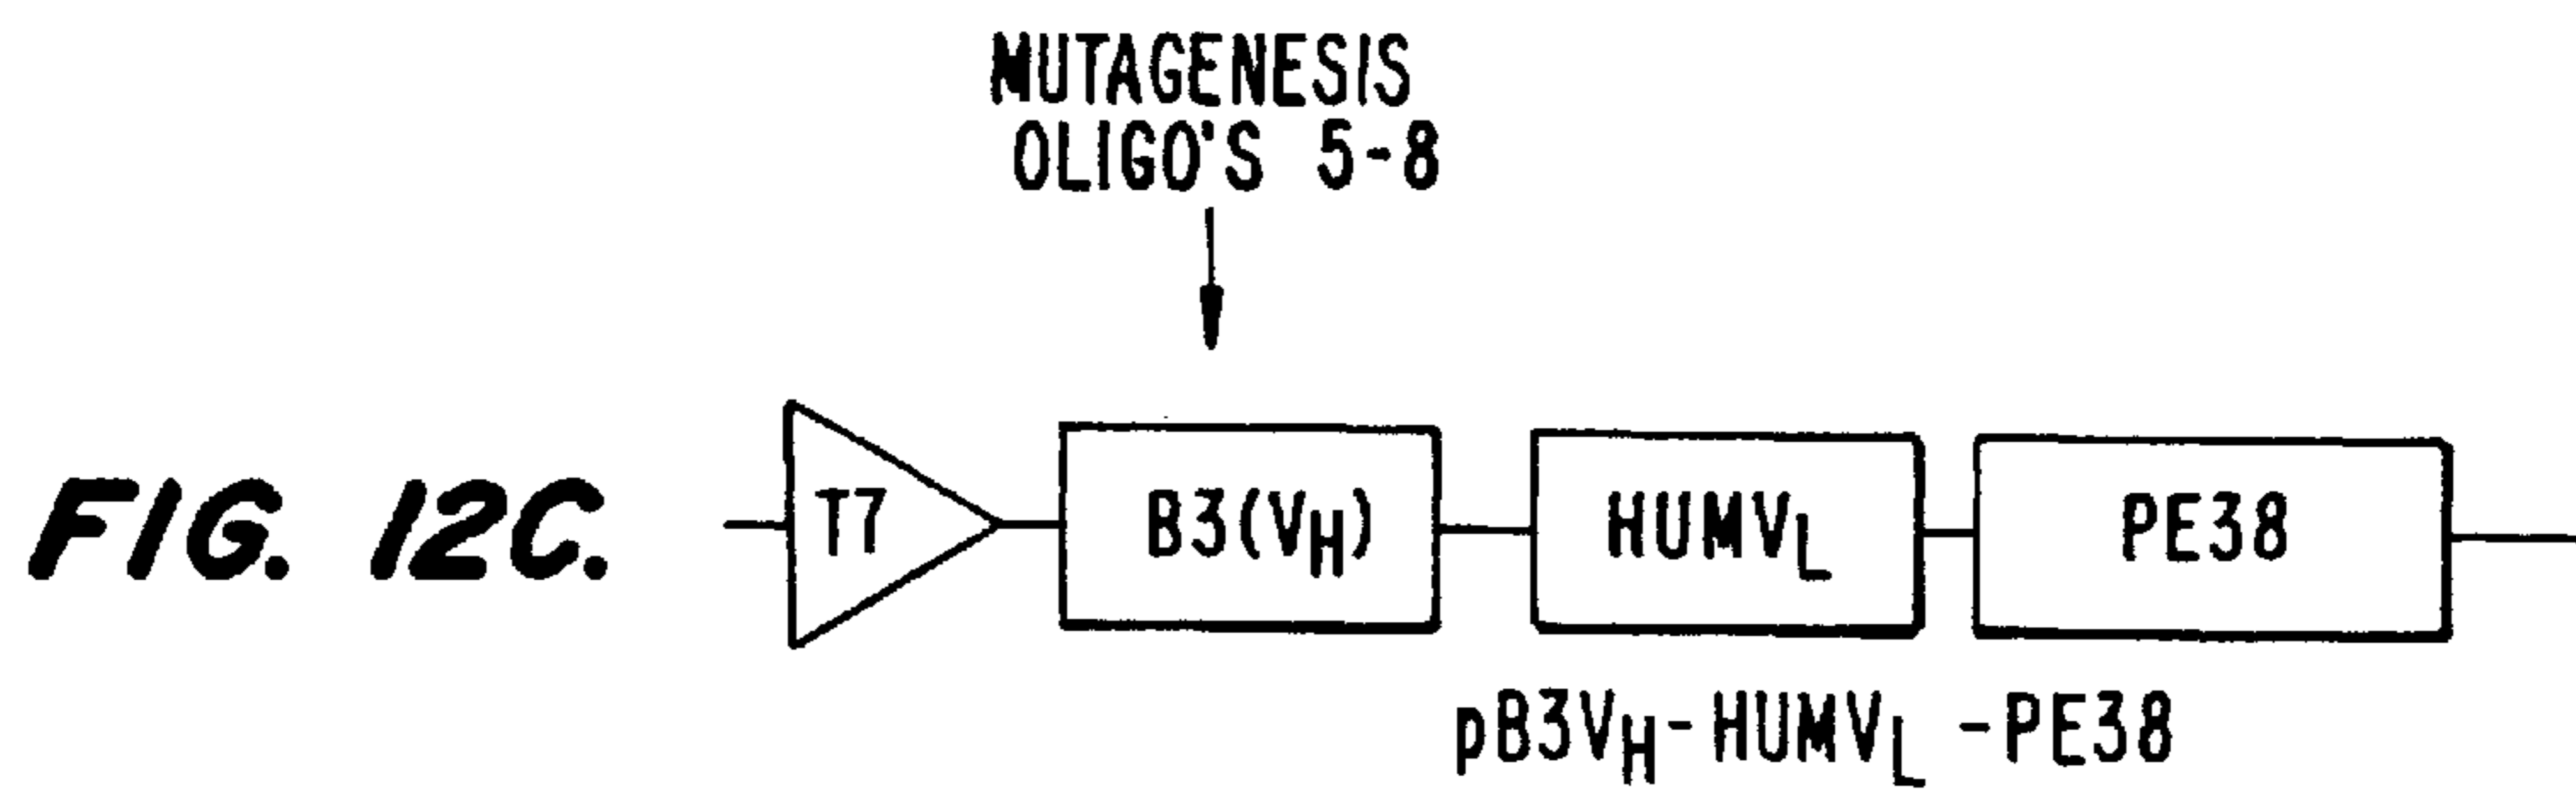 MUTAGENESIS
OLIGO'S 5-8
FIG. 12C.
T7
B3(VH)
HUMVL
PE38
pB3VH-HUMVL-PE38